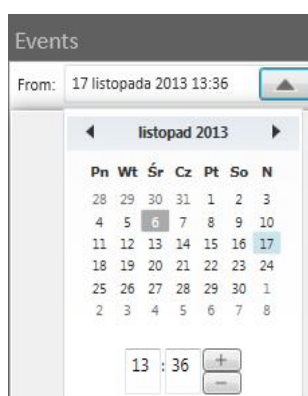 Events
From: 17 listopada 2013 13:36
listopad 2013
Pn Wt Śr Cz Pt So N
28 29 30 31 1 2 3
4 5 6 7 8 9 10
11 12 13 14 15 16 17
18 19 20 21 22 23 24
25 26 27 28 29 30 1
2 3 4 5 6 7 8
13 : 36 +
−